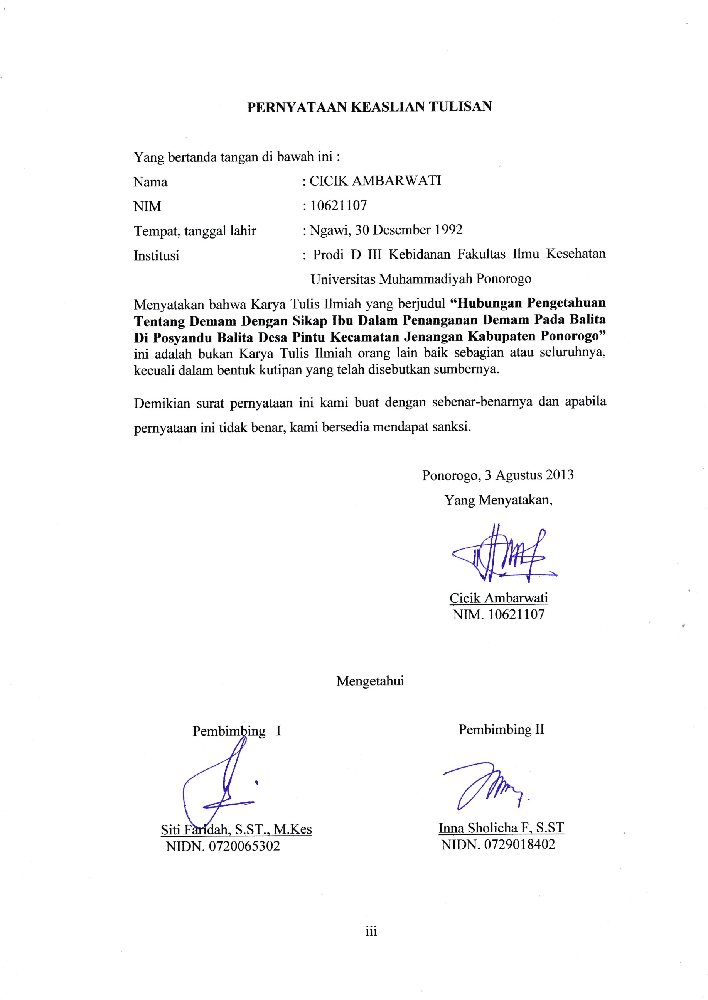 PERNYATAAN KEASLIAN TULISAN
Yang bertanda tangan di bawah ini :
Nama : CICIK AMBARWATI
NIM : 10621107
Tempat, tanggal lahir : Ngawi, 30 Desember 1992
Institusi : Prodi D III Kebidanan Fakultas Ilmu Kesehatan
Universitas Muhammadiyah Ponorogo
Menyatakan bahwa Karya Tulis Ilmiah yang berjudul “Hubungan Pengetahuan
Tentang Demam Dengan Sikap Ibu Dalam Penanganan Demam Pada Balita
Di Posyandu Balita Desa Pintu Kecamatan Jenangan Kabupaten Ponorogo”
ini adalah bukan Karya Tulis Ilmiah orang lain baik sebagian atau seluruhnya,
kecuali dalam bentuk kutipan yang telah disebutkan sumbernya.
Demikian surat pernyataan ini kami buat dengan sebenar-benarnya dan apabila
pernyataan ini tidak benar, kami bersedia mendapat sanksi.
Ponorogo, 3 Agustus 2013
Yang Menyatakan,
Cicik Ambarwati
NIM. 10621107
Mengetahui
Pembimbing I Pembimbing II
Siti Faridah, S.ST., M.Kes Inna Sholicha F, S.ST
NIDN. 0720065302 NIDN. 0729018402
iii